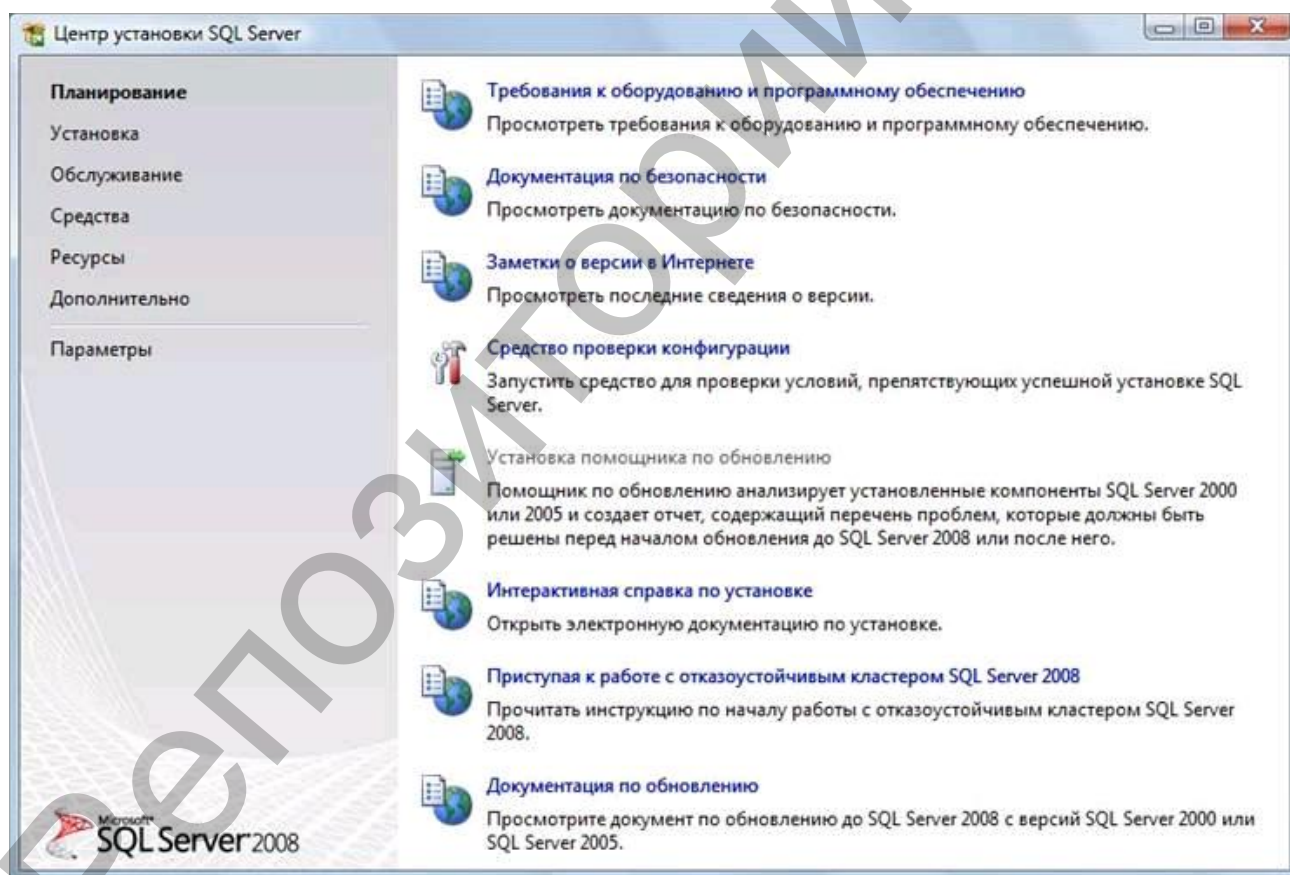 Центр установки SQL Server
Планирование
Установка
Обслуживание
Средства
Ресурсы
Дополнительно
Параметры
Требования к оборудованию и программному обеспечению
Просмотреть требования к оборудованию и программному обеспечению.
Документация по безопасности
Просмотреть документацию по безопасности.
Заметки о версии в Интернете
Просмотреть последние сведения о версии.
Средство проверки конфигурации
Запустить средство для проверки условий, препятствующих успешной установке SQL
Server.
Установка помощника по обновлению
Помощник по обновлению анализирует установленные компоненты SQL Server 2000
или 2005 и создает отчет, содержащий перечень проблем, которые должны быть
решены перед началом обновления до SQL Server 2008 или после него.
Интерактивная справка по установке
Открыть электронную документацию по установке.
Приступая к работе с отказоустойчивым кластером SQL Server 2008
Прочитать инструкцию по началу работы с отказоустойчивым кластером SQL Server
2008.
Документация по обновлению
Просмотрите документ по обновлению до SQL Server 2008 с версий SQL Server 2000 или
SQL Server 2005.
Microsoft®
SQL Server 2008